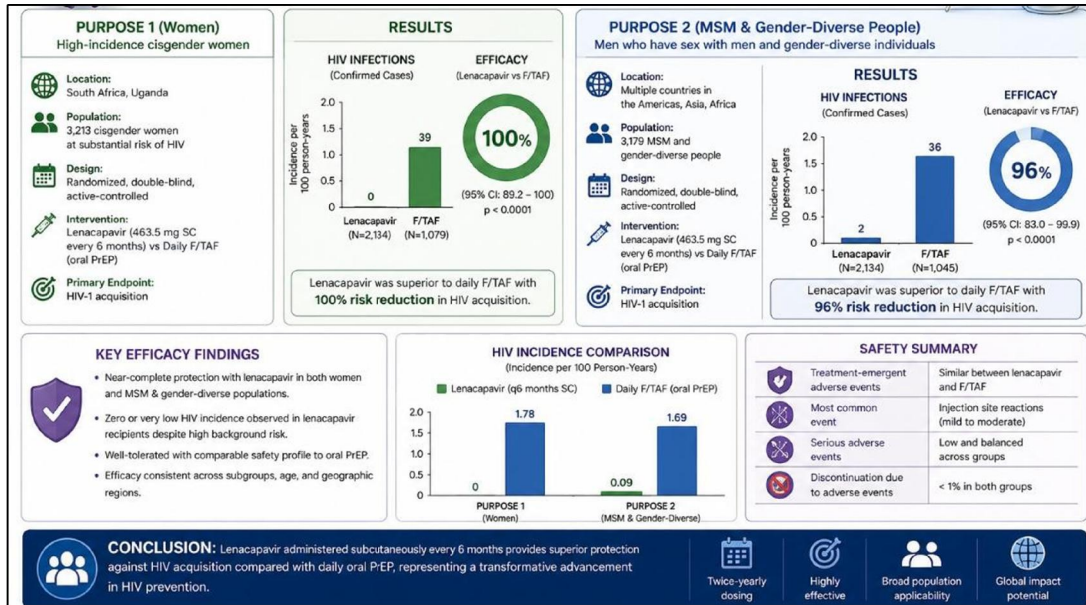 PURPOSE 1 (Women)
High-incidence cisgender women
Location:
South Africa, Uganda
Population:
3,213 cisgender women
at substantial risk of HIV
Design:
Randomized, double-blind,
active-controlled
Intervention:
Lenacapavir (463.5 mg SC
every 6 months) vs Daily F/TAF
(oral PrEP)
Primary Endpoint:
HIV-1 acquisition
RESULTS
HIV INFECTIONS
(Confirmed Cases)
Incidence per
100 person-years
2.0
1.5
1.0
0.5
0
0
39
Lenacapavir
(N=2,134)
F/TAF
(N=1,079)
EFFICACY
(Lenacapavir vs F/TAF)
100%
(95% CI: 89.2 – 100)
p < 0.0001
Lenacapavir was superior to daily F/TAF with
100% risk reduction in HIV acquisition.
PURPOSE 2 (MSM & Gender-Diverse People)
Men who have sex with men and gender-diverse individuals
Location:
Multiple countries in
the Americas, Asia, Africa
Population:
3,179 MSM and
gender-diverse people
Design:
Randomized, double-blind,
active-controlled
Intervention:
Lenacapavir (463.5 mg SC
every 6 months) vs Daily F/TAF
(oral PrEP)
Primary Endpoint:
HIV-1 acquisition
RESULTS
HIV INFECTIONS
(Confirmed Cases)
Incidence per
100 person-years
2.0
1.5
1.0
0.5
0
2
36
Lenacapavir
(N=2,134)
F/TAF
(N=1,045)
EFFICACY
(Lenacapavir vs F/TAF)
96%
(95% CI: 83.0 – 99.9)
p < 0.0001
Lenacapavir was superior to daily F/TAF with
96% risk reduction in HIV acquisition.
KEY EFFICACY FINDINGS
• Near-complete protection with lenacapavir in both women
and MSM & gender-diverse populations.
• Zero or very low HIV incidence observed in lenacapavir
recipients despite high background risk.
• Well-tolerated with comparable safety profile to oral PrEP.
• Efficacy consistent across subgroups, age, and geographic
regions.
HIV INCIDENCE COMPARISON
(Incidence per 100 Person-Years)
Lenacapavir (q6 months SC)
Daily F/TAF (oral PrEP)
2.0
1.5
1.0
0.5
0
0
1.78
0.09
1.69
PURPOSE 1
(Women)
PURPOSE 2
(MSM & Gender-Diverse)
SAFETY SUMMARY
Treatment-emergent
adverse events
Similar between lenacapavir
and F/TAF
Most common
event
Injection site reactions
(mild to moderate)
Serious adverse
events
Low and balanced
across groups
Discontinuation due
to adverse events
< 1% in both groups
CONCLUSION: Lenacapavir administered subcutaneously every 6 months provides superior protection
against HIV acquisition compared with daily oral PrEP, representing a transformative advancement
in HIV prevention.
Twice-yearly
dosing
Highly
effective
Broad population
applicability
Global impact
potential